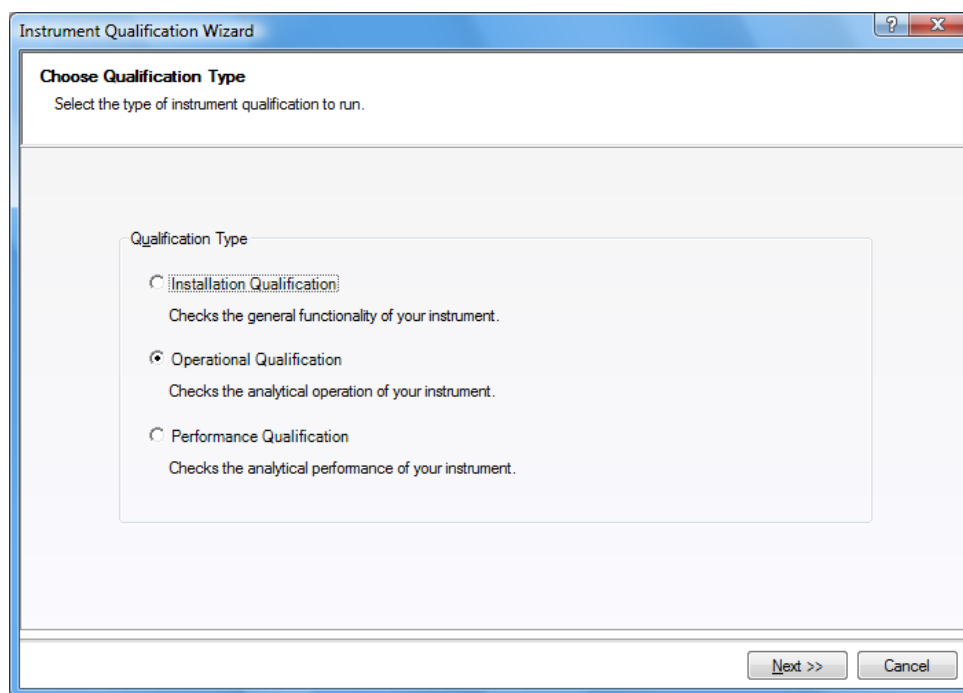 Instrument Qualification Wizard
?
X
Choose Qualification Type
Select the type of instrument qualification to run.
Qualification Type
Installation Qualification
Checks the general functionality of your instrument.
Operational Qualification
Checks the analytical operation of your instrument.
Performance Qualification
Checks the analytical performance of your instrument.
Next >> Cancel